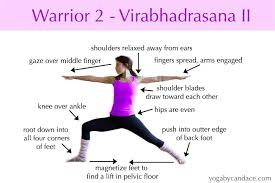 Warrior 2 - Virabhadrasana II
shoulders relaxed away from ears
gaze over middle finger
fingers spread, arms engaged
shoulder blades
draw toward each other
hips are even
knee over ankle
root down into
all four corners
of feet
push into outer edge
of back foot
magnetize feet to
find a lift in pelvic floor
yogabycandace.com